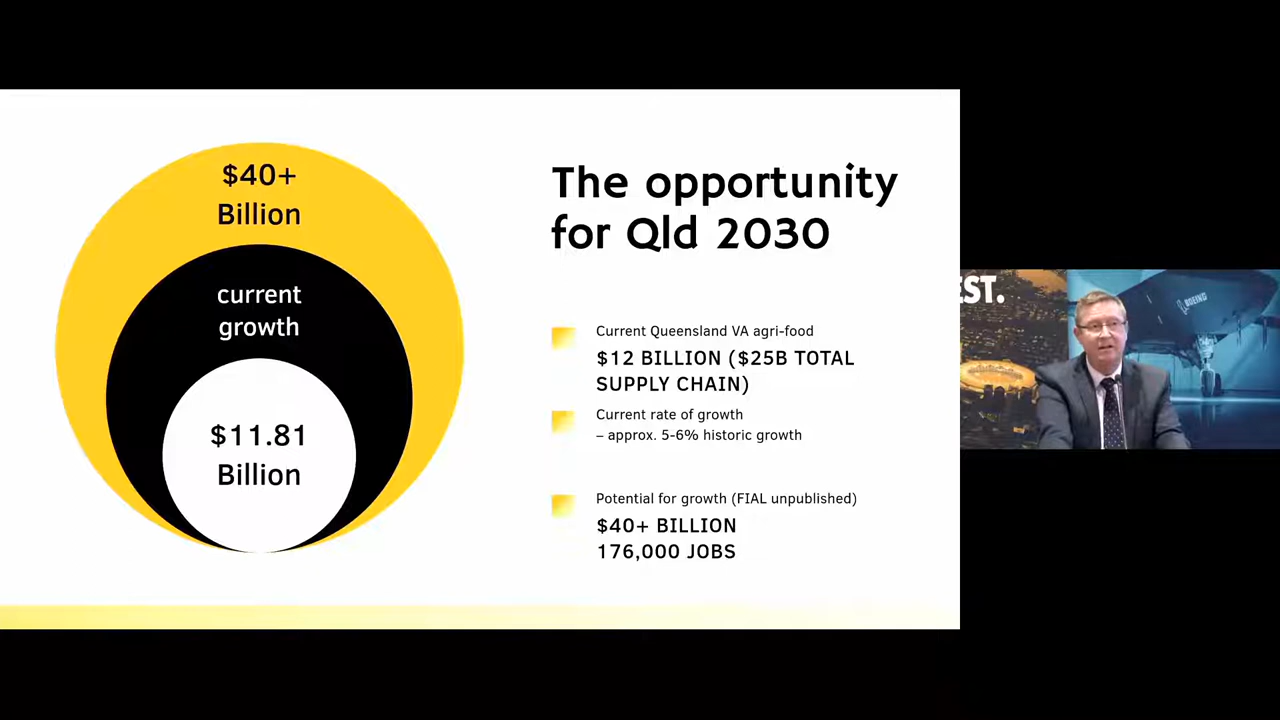 $40+
Billion
current
growth
$11.81
Billion
The opportunity
for Qld 2030
Current Queensland VA agri-food
$12 BILLION ($25B TOTAL
SUPPLY CHAIN)
Current rate of growth
– approx. 5-6% historic growth
Potential for growth (FIAL unpublished)
$40+ BILLION
176,000 JOBS
EST.
BOEING